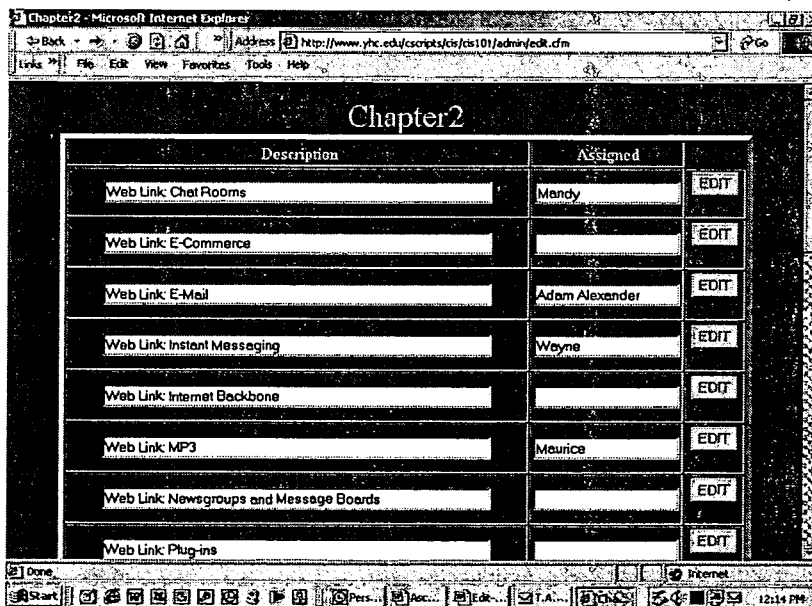 Chapter2 - Microsoft Internet Explorer
Back » Address http://www.yhc.edu/cscripts/cis/cis101/admin/edit.cfm Go
Links » File Edit View Favorites Tools Help
Chapter2
Description Assigned
Web Link: Chat Rooms Mandy EDIT
Web Link: E-Commerce EDIT
Web Link: E-Mail Adam Alexander EDIT
Web Link: Instant Messaging Wayne EDIT
Web Link: Internet Backbone EDIT
Web Link: MP3 Maurice EDIT
Web Link: Newsgroups and Message Boards EDIT
Web Link: Plug-ins EDIT
Done Internet
Start Pers... Asc... Edit-... T.A... 12:14 PM